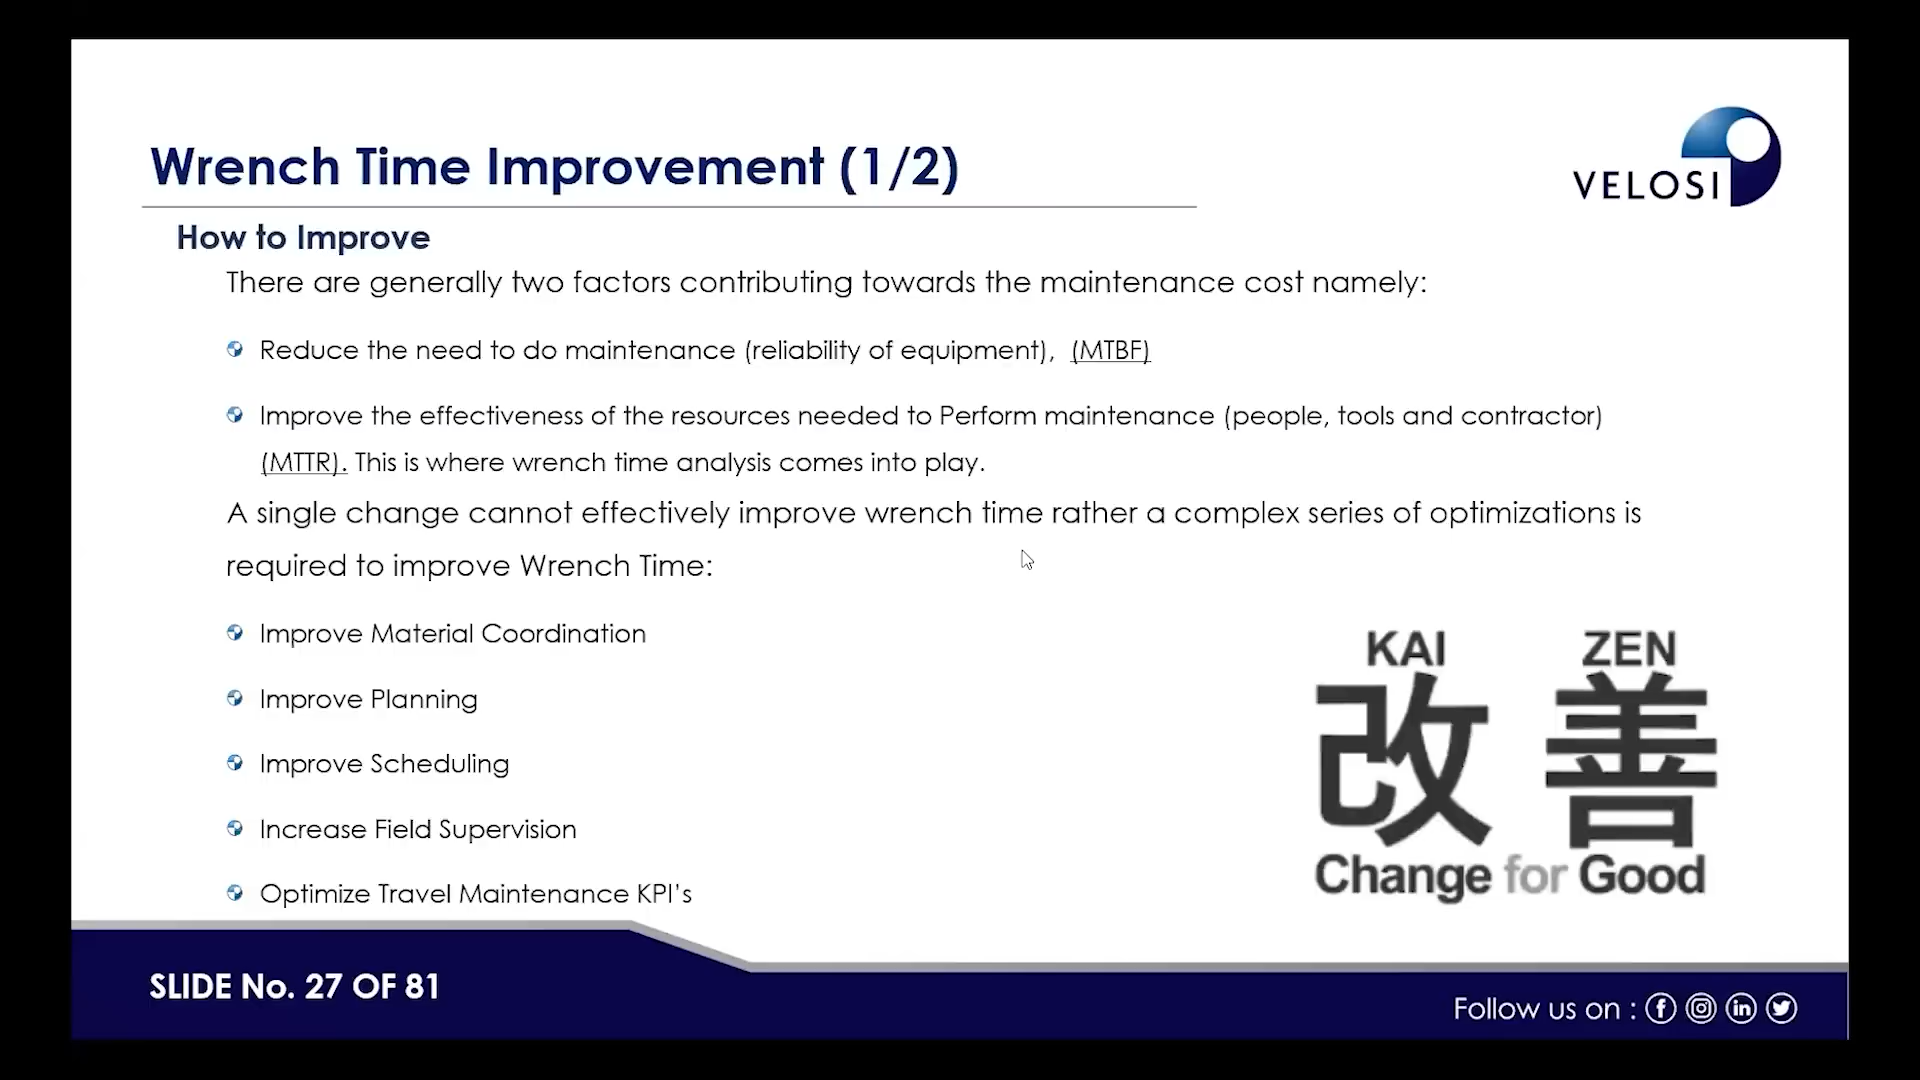 Wrench Time Improvement (1/2)
VELOSI
How to Improve
There are generally two factors contributing towards the maintenance cost namely:
Reduce the need to do maintenance (reliability of equipment), (MTBF)
Improve the effectiveness of the resources needed to Perform maintenance (people, tools and contractor)
(MTTR). This is where wrench time analysis comes into play.
A single change cannot effectively improve wrench time rather a complex series of optimizations is
required to improve Wrench Time:
Improve Material Coordination
Improve Planning
Improve Scheduling
Increase Field Supervision
Optimize Travel Maintenance KPI's
KAI ZEN
改善
Change for Good
SLIDE No. 27 OF 81
Follow us on :